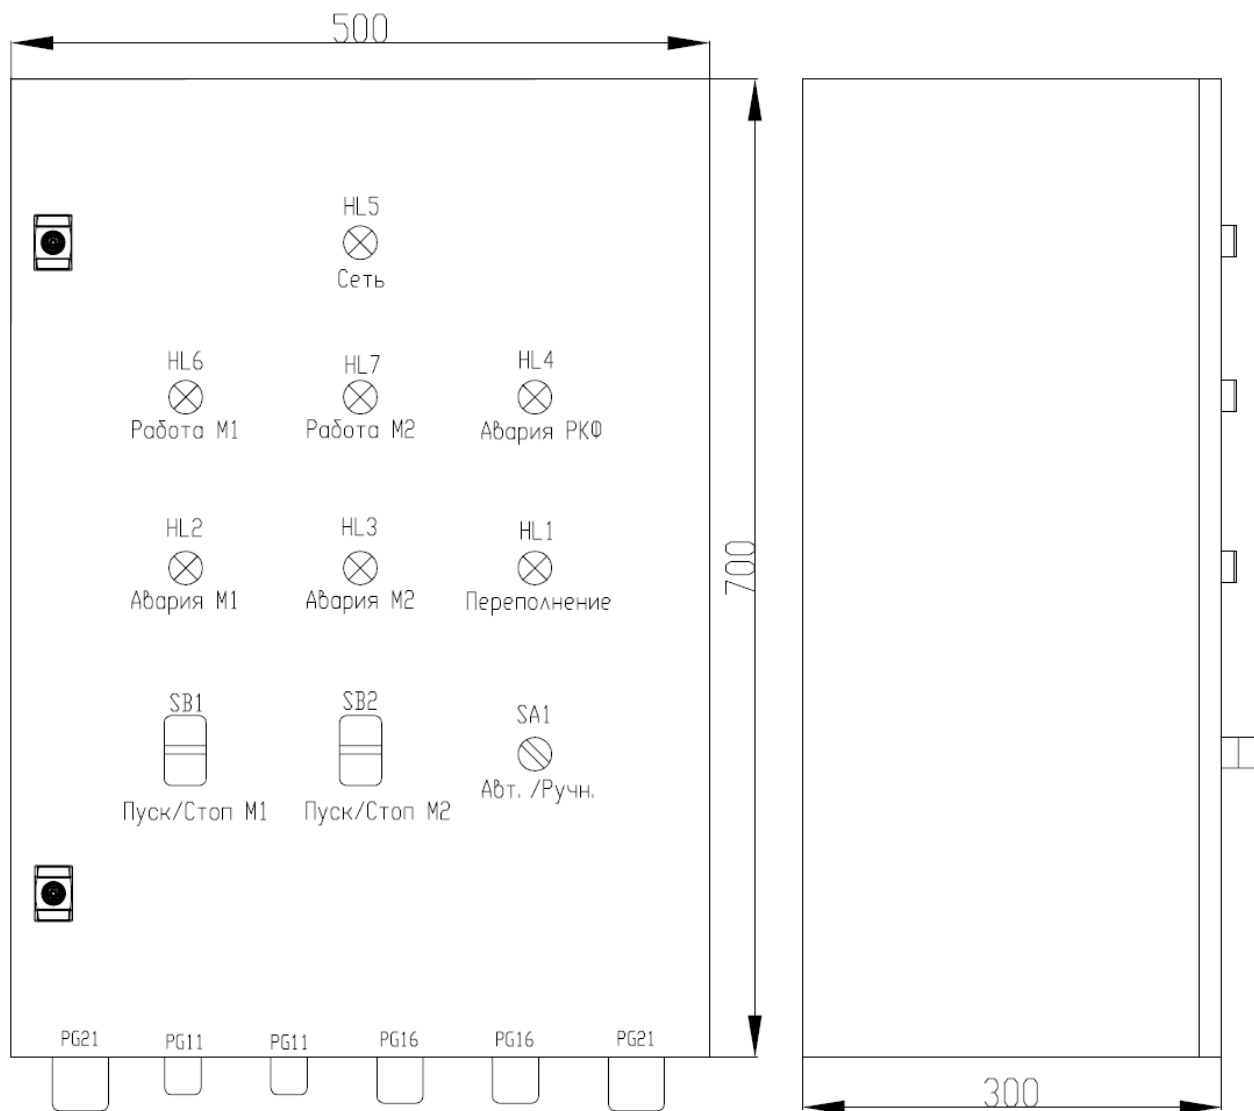 500
HL5
Сеть
HL6 HL7 HL4
Работа М1 Работа М2 Авария РКФ
HL2 HL3 HL1
Авария М1 Авария М2 Переполнение
700
SB1 SB2 SA1
Авт. /Ручн.
Пуск/Стоп М1 Пуск/Стоп М2
PG21 PG11 PG11 PG16 PG16 PG21
300